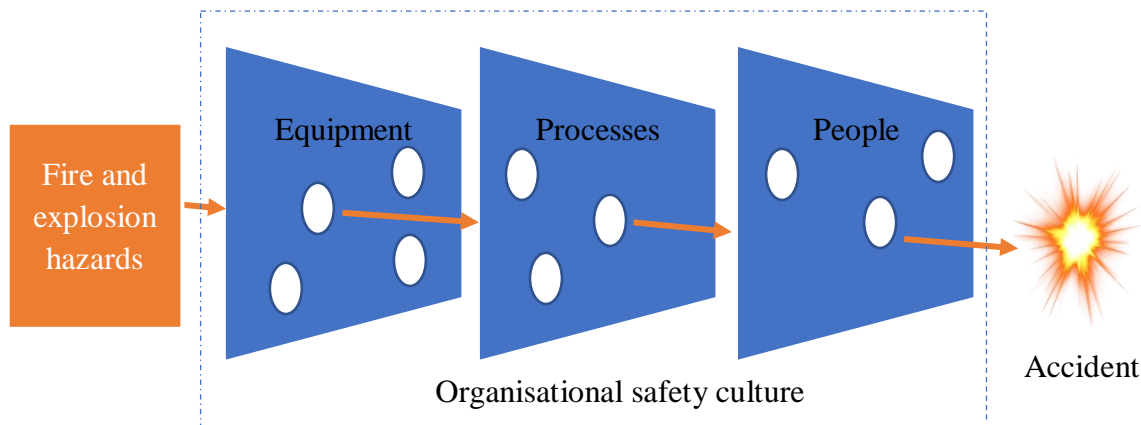 Fire and
explosion
hazards
Equipment
Processes
People
Organisational safety culture
Accident